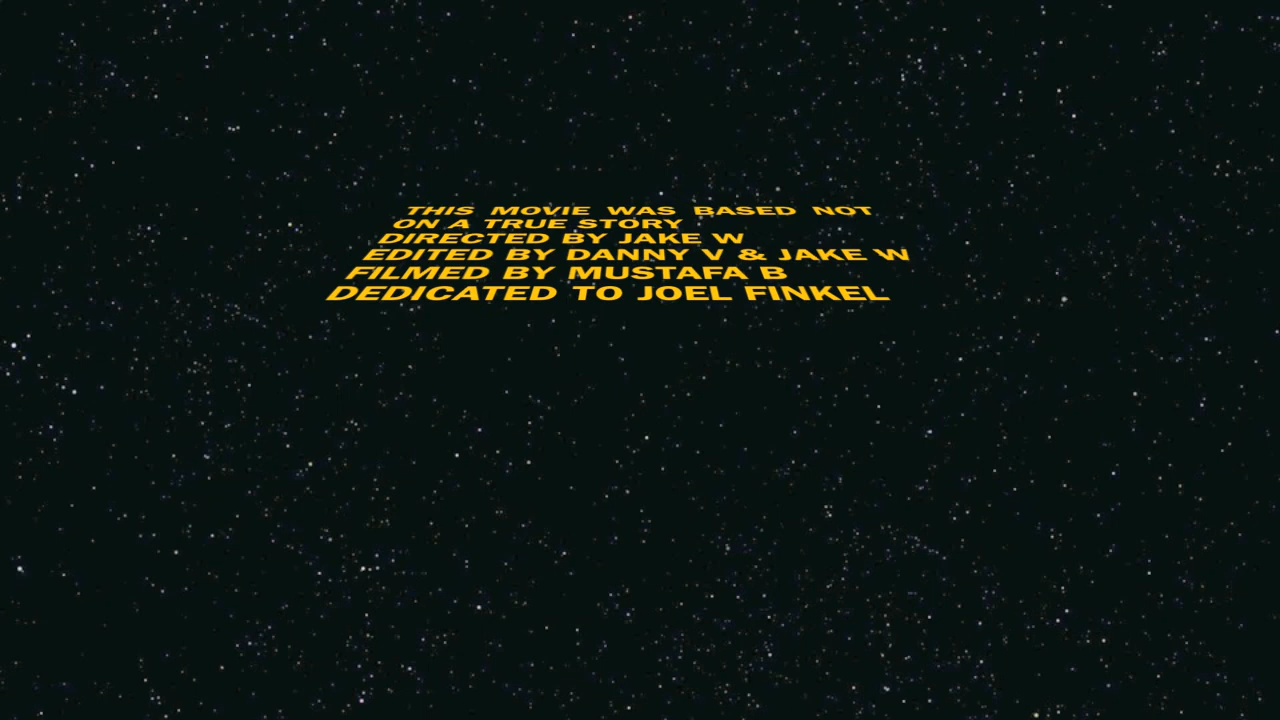 THIS MOVIE WAS BASED NOT
ON A TRUE STORY
DIRECTED BY JAKE W
EDITED BY DANNY V & JAKE W
FILMED BY MUSTAFA B
DEDICATED TO JOEL FINKEL